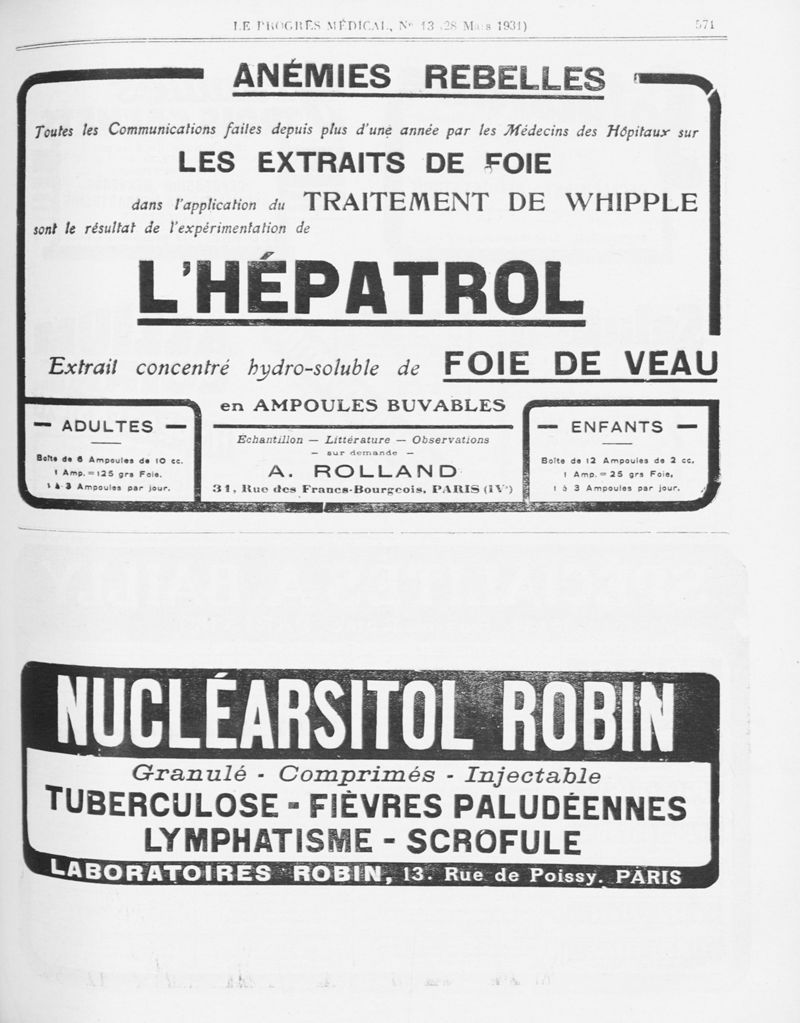 LE PROGRÈS MÉDICAL, N° 13 (28 Mars 1931)
571
ANÉMIES REBELLES
Toutes les Communications faites depuis plus d'une année par les Médecins des Hôpitaux sur
LES EXTRAITS DE FOIE
dans l'application du TRAITEMENT DE WHIPPLE
sont le résultat de l'expérimentation de
L'HÉPATROL
Extrait concentré hydro-soluble de FOIE DE VEAU
en AMPOULES BUVABLES
— ADULTES —
Boîte de 6 Ampoules de 10 cc.
1 Amp. = 125 grs Foie.
1 à 3 Ampoules par jour.
Echantillon — Littérature — Observations
— sur demande —
A. ROLLAND
31, Rue des Francs-Bourgeois, PARIS (IVe)
— ENFANTS —
Boîte de 12 Ampoules de 2 cc.
1 Amp. = 25 grs Foie.
1 à 3 Ampoules par jour.
NUCLÉARSITOL ROBIN
Granulé - Comprimés - Injectable
TUBERCULOSE - FIÈVRES PALUDÉENNES
LYMPHATISME - SCROFULE
LABORATOIRES ROBIN, 13. Rue de Poissy. PARIS